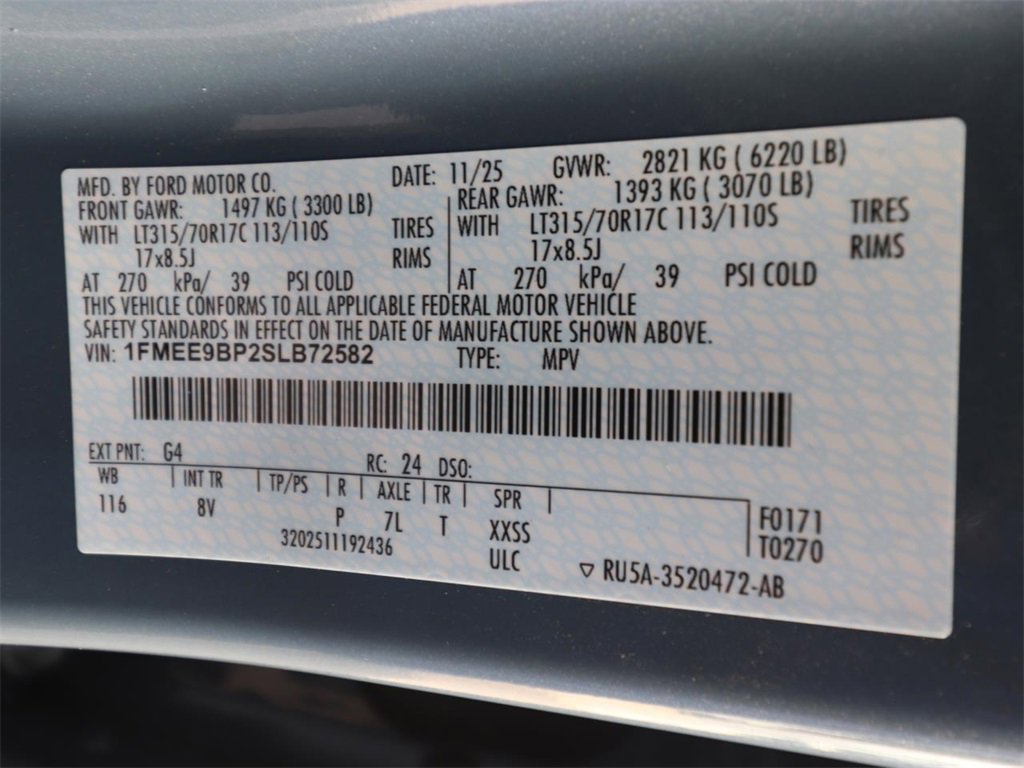 MFD. BY FORD MOTOR CO. DATE: 11/25 GVWR: 2821 KG ( 6220 LB)
FRONT GAWR: 1497 KG ( 3300 LB) REAR GAWR: 1393 KG ( 3070 LB)
WITH LT315/70R17C 113/110S TIRES WITH LT315/70R17C 113/110S TIRES
17x8.5J RIMS 17x8.5J RIMS
AT 270 kPa/ 39 PSI COLD AT 270 kPa/ 39 PSI COLD
THIS VEHICLE CONFORMS TO ALL APPLICABLE FEDERAL MOTOR VEHICLE
SAFETY STANDARDS IN EFFECT ON THE DATE OF MANUFACTURE SHOWN ABOVE.
VIN: 1FMEE9BP2SLB72582 TYPE: MPV
EXT PNT: G4 RC: 24 DSO:
WB INT TR TP/PS R AXLE TR SPR
116 8V P 7L T XXSS F0171
3202511192436 ULC T0270
▽ RU5A-3520472-AB